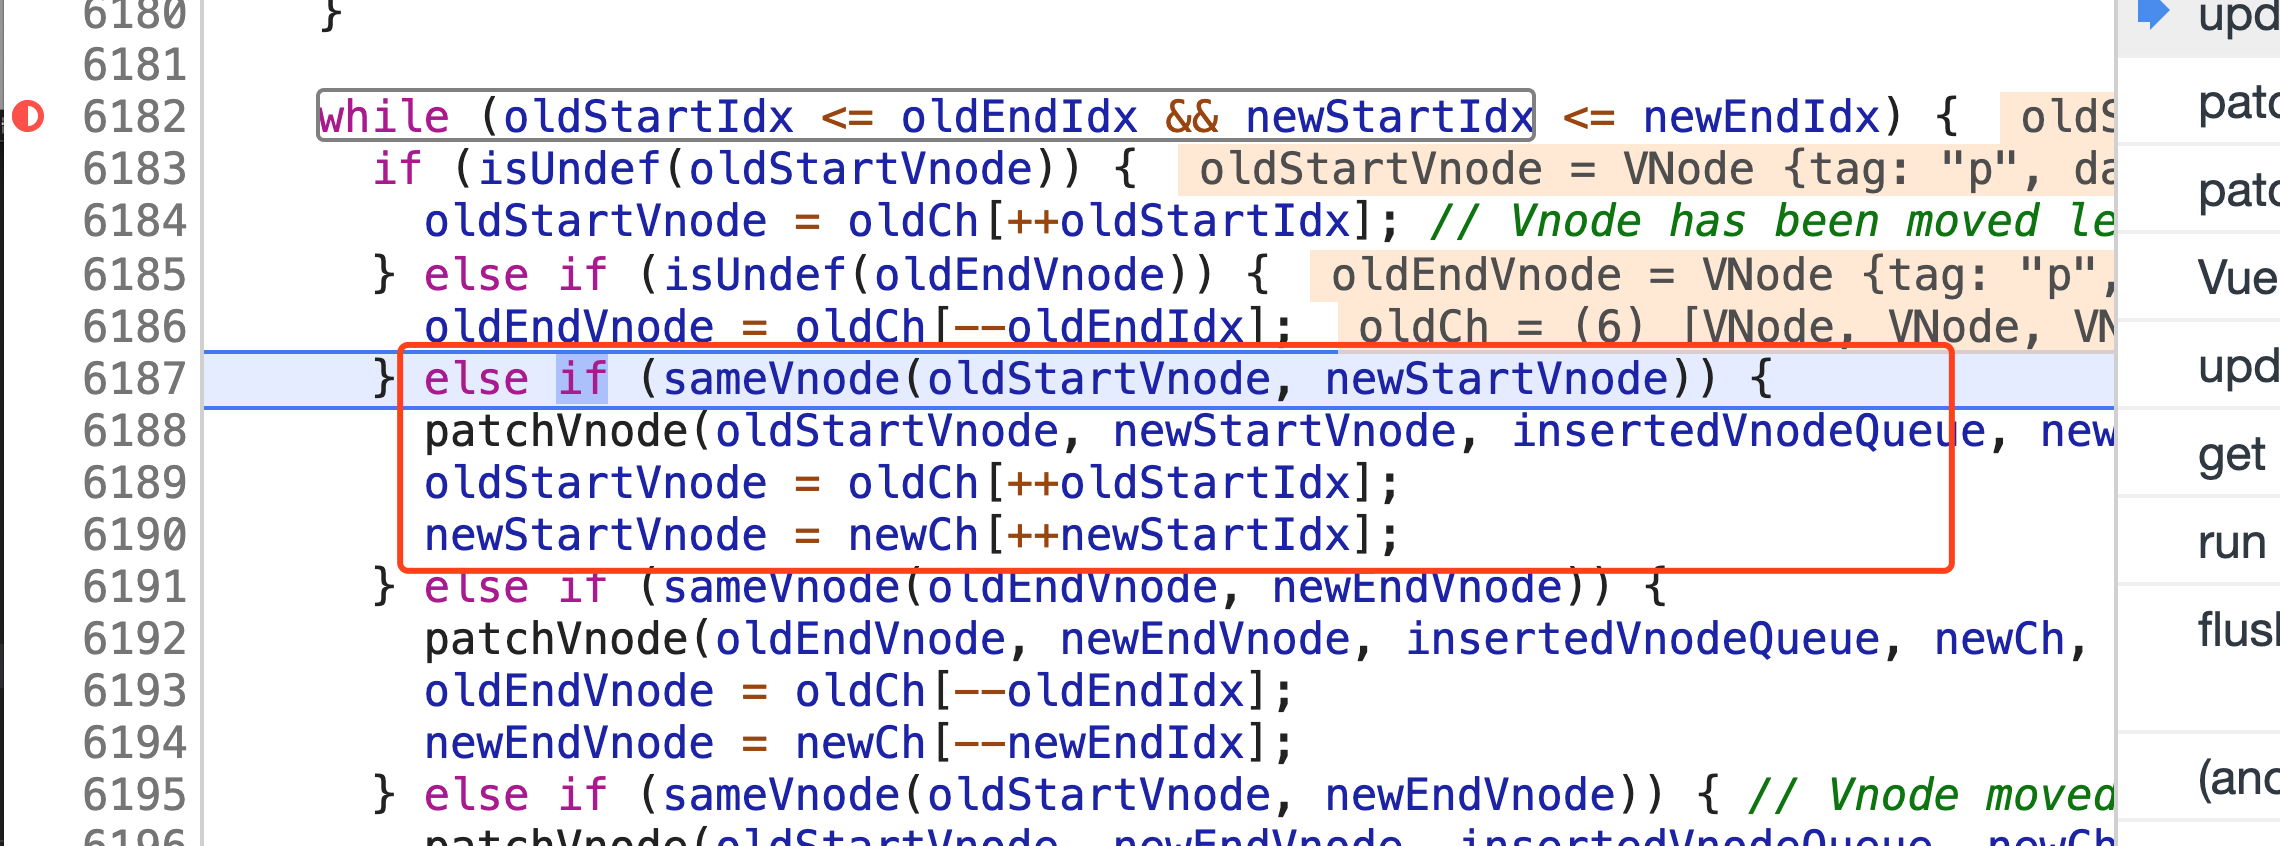 6180 }
6181
6182 while (oldStartIdx <= oldEndIdx && newStartIdx <= newEndIdx) { oldS
6183 if (isUndef(oldStartVnode)) { oldStartVnode = VNode {tag: "p", da
6184 oldStartVnode = oldCh[++oldStartIdx]; // Vnode has been moved le
6185 } else if (isUndef(oldEndVnode)) { oldEndVnode = VNode {tag: "p",
6186 oldEndVnode = oldCh[--oldEndIdx]; oldCh = (6) [VNode, VNode, VN
6187 } else if (sameVnode(oldStartVnode, newStartVnode)) {
6188 patchVnode(oldStartVnode, newStartVnode, insertedVnodeQueue, new
6189 oldStartVnode = oldCh[++oldStartIdx];
6190 newStartVnode = newCh[++newStartIdx];
6191 } else if (sameVnode(oldEndVnode, newEndVnode)) {
6192 patchVnode(oldEndVnode, newEndVnode, insertedVnodeQueue, newCh,
6193 oldEndVnode = oldCh[--oldEndIdx];
6194 newEndVnode = newCh[--newEndIdx];
6195 } else if (sameVnode(oldStartVnode, newEndVnode)) { // Vnode moved
6196 patchVnode(oldStartVnode, newEndVnode, insertedVnodeQueue, newCh
upd
patc
patc
Vue
upd
get
run
flush
(ano